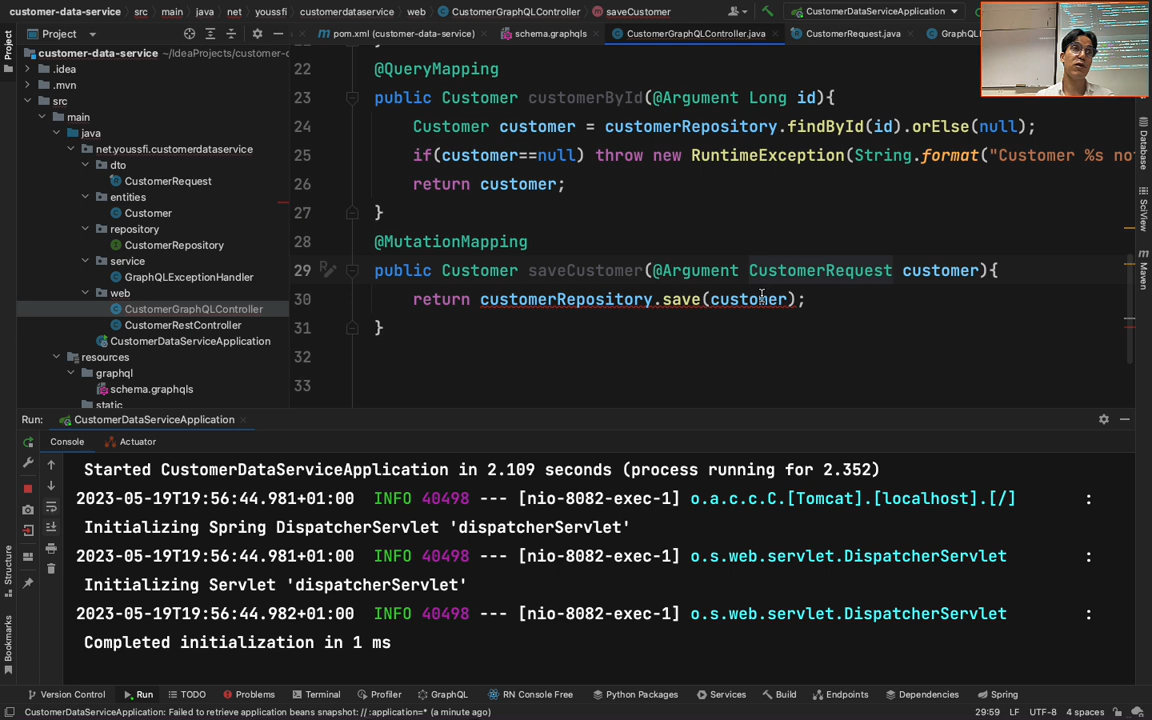 customer-data-service src main java net youssfi customerdataservice web CustomerGraphQLController saveCustomer CustomerDataServiceApplication
Project pom.xml (customer-data-service) schema.graphqls CustomerGraphQLController.java CustomerRequest.java GraphQL
customer-data-service ~/IdeaProjects/customer-
.idea
.mvn
src
main
java
net.youssfi.customerdataservice
dto
CustomerRequest
entities
Customer
repository
CustomerRepository
service
GraphQLExceptionHandler
web
CustomerGraphQLController
CustomerRestController
CustomerDataServiceApplication
resources
graphql
schema.graphqls
static
22 @QueryMapping
23 public Customer customerById(@Argument Long id){
24 Customer customer = customerRepository.findById(id).orElse(null);
25 if(customer==null) throw new RuntimeException(String.format("Customer %s no
26 return customer;
27 }
28 @MutationMapping
29 public Customer saveCustomer(@Argument CustomerRequest customer){
30 return customerRepository.save(customer);
31 }
32
33
Project
Structure
Bookmarks
Database
SciView
Maven
Run: CustomerDataServiceApplication
Console Actuator
Started CustomerDataServiceApplication in 2.109 seconds (process running for 2.352)
2023-05-19T19:56:44.981+01:00 INFO 40498 --- [nio-8082-exec-1] o.a.c.c.C.[Tomcat].[localhost].[/] :
Initializing Spring DispatcherServlet 'dispatcherServlet'
2023-05-19T19:56:44.981+01:00 INFO 40498 --- [nio-8082-exec-1] o.s.web.servlet.DispatcherServlet :
Initializing Servlet 'dispatcherServlet'
2023-05-19T19:56:44.982+01:00 INFO 40498 --- [nio-8082-exec-1] o.s.web.servlet.DispatcherServlet :
Completed initialization in 1 ms
Version Control Run TODO Problems Terminal Profiler GraphQL RN Console Free Python Packages Services Build Endpoints Dependencies Spring
CustomerDataServiceApplication: Failed to retrieve application beans snapshot: // :application=* (a minute ago) 29:59 LF UTF-8 4 spaces